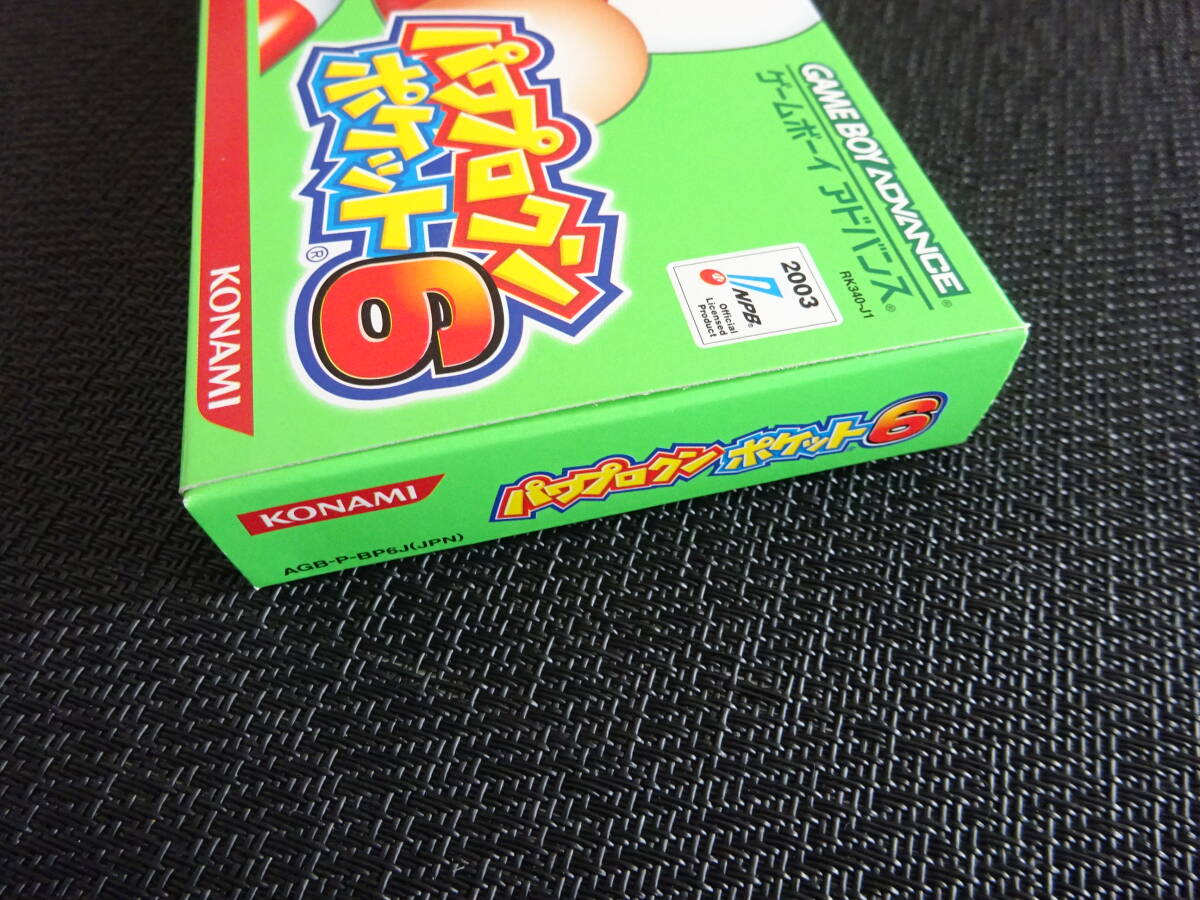 GAME BOY ADVANCE®
ゲームボーイ アドバンス®
RK340-J1
2003
NPB®
Official
Licensed
Product
パワプロクン
ポケット6®
KONAMI
KONAMI
パワプロクンポケット6
AGB-P-BP6J(JPN)